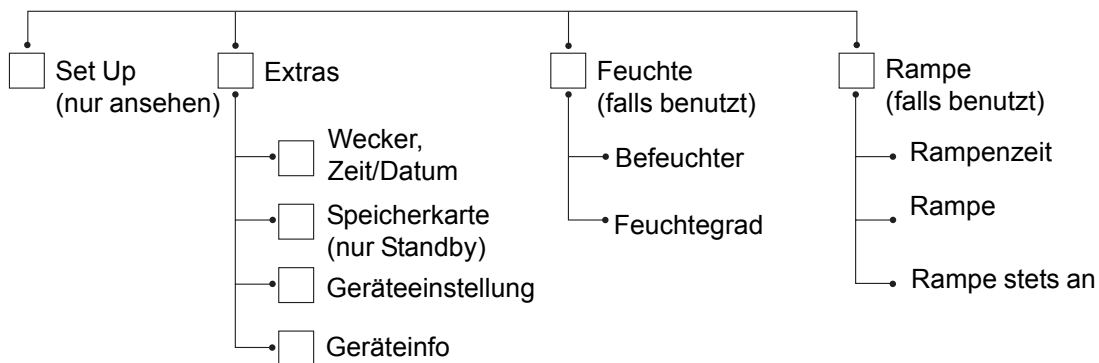 Set Up
(nur ansehen)
Extras
Wecker,
Zeit/Datum
Speicherkarte
(nur Standby)
Geräteeinstellung
Geräteinfo
Feuchte
(falls benutzt)
Befeuchter
Feuchtegrad
Rampe
(falls benutzt)
Rampenzeit
Rampe
Rampe stets an